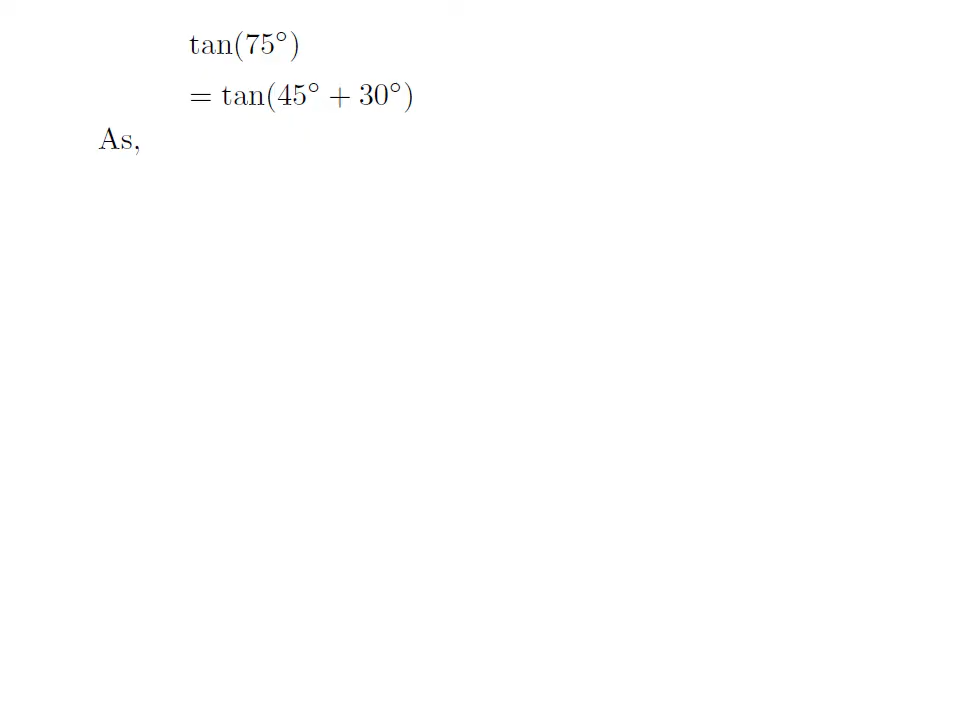 tan(75°)
= tan(45° + 30°)
As,